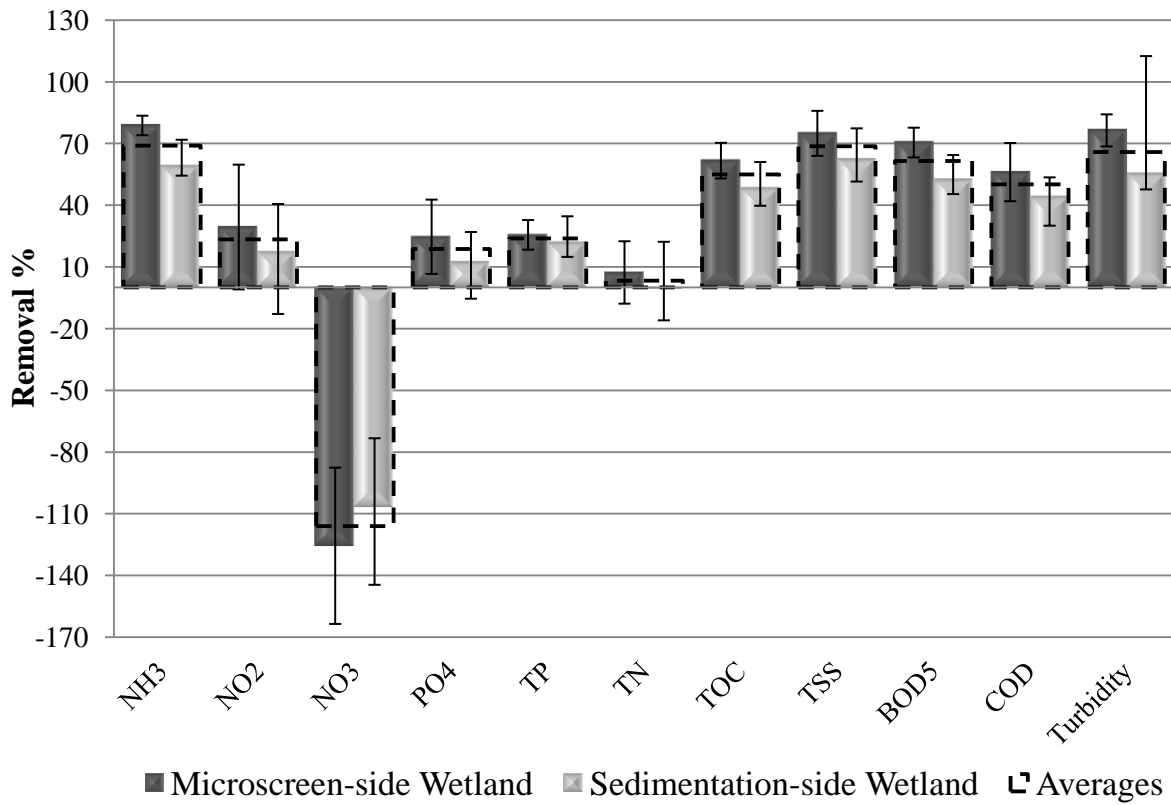 130
100
70
40
10
-20
-50
-80
-110
-140
-170
Removal %
NH3
NO2
NO3
PO4
TP
TN
TOC
TSS
BOD5
COD
Turbidity
Microscreen-side Wetland Sedimentation-side Wetland Averages